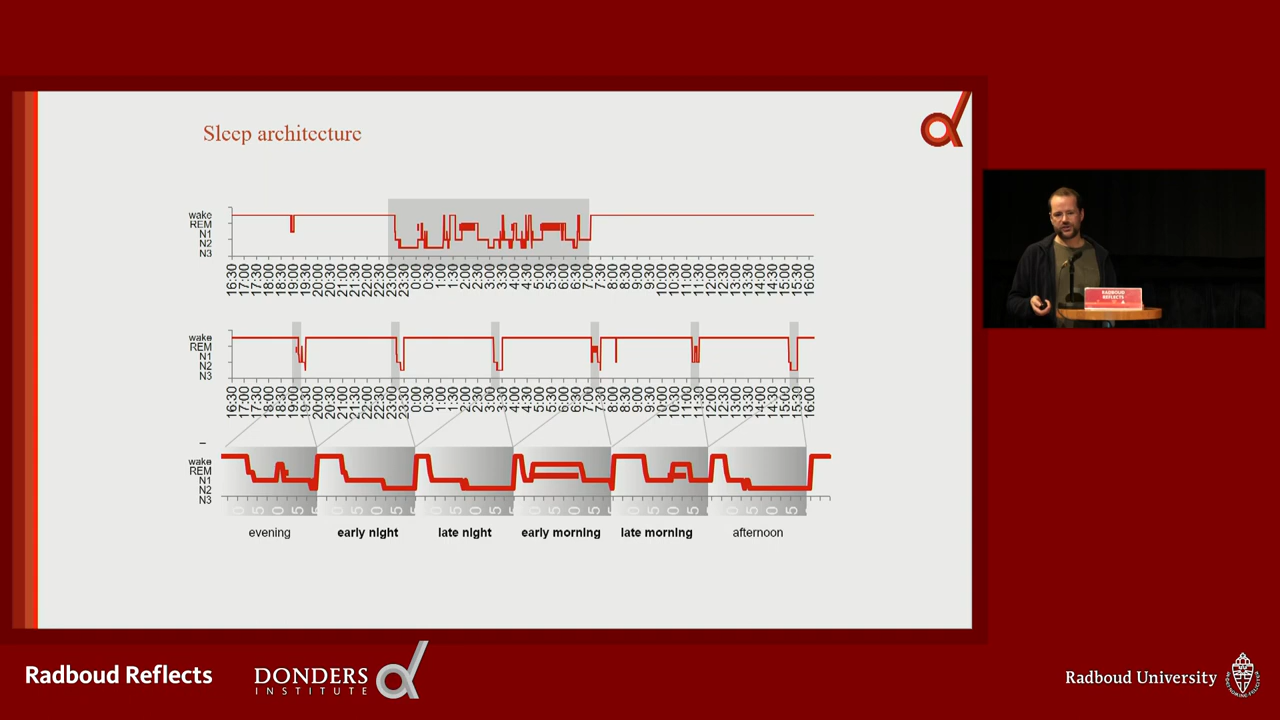 Sleep architecture
wake
REM
N1
N2
N3
16:30 17:00 17:30 18:00 18:30 19:00 19:30 20:00 20:30 21:00 21:30 22:00 22:30 23:00 23:30 0:00 0:30 1:00 1:30 2:00 2:30 3:00 3:30 4:00 4:30 5:00 5:30 6:00 6:30 7:00 7:30 8:00 8:30 9:00 9:30 10:00 10:30 11:00 11:30 12:00 12:30 13:00 13:30 14:00 14:30 15:00 15:30 16:00
wake
REM
N1
N2
N3
16:30 17:00 17:30 18:00 18:30 19:00 19:30 20:00 20:30 21:00 21:30 22:00 22:30 23:00 23:30 0:00 0:30 1:00 1:30 2:00 2:30 3:00 3:30 4:00 4:30 5:00 5:30 6:00 6:30 7:00 7:30 8:00 8:30 9:00 9:30 10:00 10:30 11:00 11:30 12:00 12:30 13:00 13:30 14:00 14:30 15:00 15:30 16:00
wake
REM
N1
N2
N3
evening early night late night early morning late morning afternoon
RADBOUD
REFLECTS
Radboud Reflects
DONDERS
INSTITUTE
Radboud University